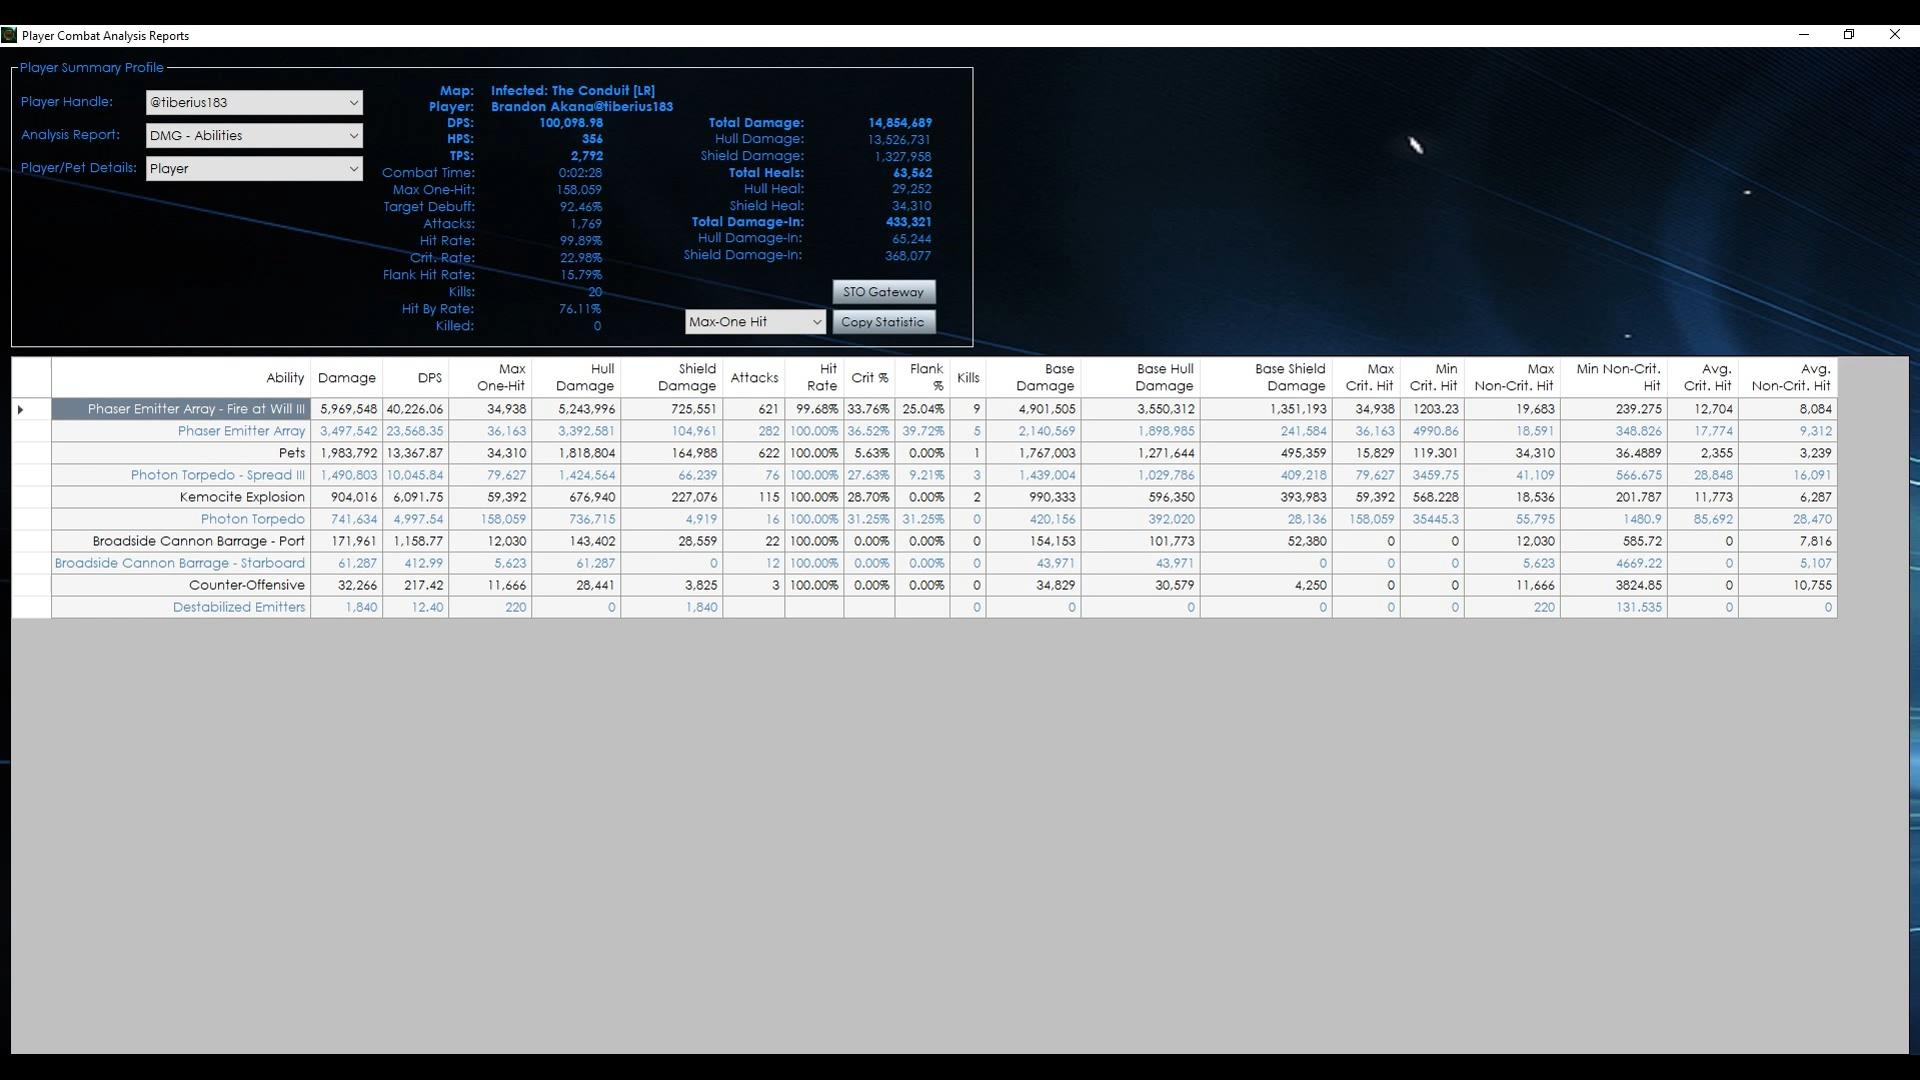 Player Combat Analysis Reports
Player Summary Profile
Player Handle: @tiberius183
Analysis Report: DMG - Abilities
Player/Pet Details: Player
Map: Infected: The Conduit [LR]
Player: Brandon Akana@tiberius183
DPS: 100,098.98
HPS: 356
TPS: 2,792
Combat Time: 0:02:28
Max One-Hit: 158,059
Target Debuff: 92.46%
Attacks: 1,769
Hit Rate: 99.89%
Crit. Rate: 22.98%
Flank Hit Rate: 15.79%
Kills: 20
Hit By Rate: 76.11%
Killed: 0
Total Damage: 14,854,689
Hull Damage: 13,526,731
Shield Damage: 1,327,958
Total Heals: 63,562
Hull Heal: 29,252
Shield Heal: 34,310
Total Damage-In: 433,321
Hull Damage-In: 65,244
Shield Damage-In: 368,077
STO Gateway
Max-One Hit Copy Statistic
Ability Damage DPS Max One-Hit Hull Damage Shield Damage Attacks Hit Rate Crit % Flank % Kills Base Damage Base Hull Damage Base Shield Damage Max Crit. Hit Min Crit. Hit Max Non-Crit. Hit Min Non-Crit. Hit Avg. Crit. Hit Avg. Non-Crit. Hit
Phaser Emitter Array - Fire at Will III 5,969,548 40,226.06 34,938 5,243,996 725,551 621 99.68% 33.76% 25.04% 9 4,901,505 3,550,312 1,351,193 34,938 1203.23 19,683 239.275 12,704 8,084
Phaser Emitter Array 3,497,542 23,568.35 36,163 3,392,581 104,961 282 100.00% 36.52% 39.72% 5 2,140,569 1,898,985 241,584 36,163 4990.86 18,591 348.826 17,774 9,312
Pets 1,983,792 13,367.87 34,310 1,818,804 164,988 622 100.00% 5.63% 0.00% 1 1,767,003 1,271,644 495,359 15,829 119.301 34,310 36.4889 2,355 3,239
Photon Torpedo - Spread III 1,490,803 10,045.84 79,627 1,424,564 66,239 76 100.00% 27.63% 9.21% 3 1,439,004 1,029,786 409,218 79,627 3459.75 41,109 566.675 28,848 16,091
Kemocite Explosion 904,016 6,091.75 59,392 676,940 227,076 115 100.00% 28.70% 0.00% 2 990,333 596,350 393,983 59,392 568.228 18,536 201.787 11,773 6,287
Photon Torpedo 741,634 4,997.54 158,059 736,715 4,919 16 100.00% 31.25% 31.25% 0 420,156 392,020 28,136 158,059 35445.3 55,795 1480.9 85,692 28,470
Broadside Cannon Barrage - Port 171,961 1,158.77 12,030 143,402 28,559 22 100.00% 0.00% 0.00% 0 154,153 101,773 52,380 0 0 12,030 585.72 0 7,816
Broadside Cannon Barrage - Starboard 61,287 412.99 5,623 61,287 0 12 100.00% 0.00% 0.00% 0 43,971 43,971 0 0 0 5,623 4669.22 0 5,107
Counter-Offensive 32,266 217.42 11,666 28,441 3,825 3 100.00% 0.00% 0.00% 0 34,829 30,579 4,250 0 0 11,666 3824.85 0 10,755
Destabilized Emitters 1,840 12.40 220 0 1,840 0 0 0 0 0 0 220 131.535 0 0